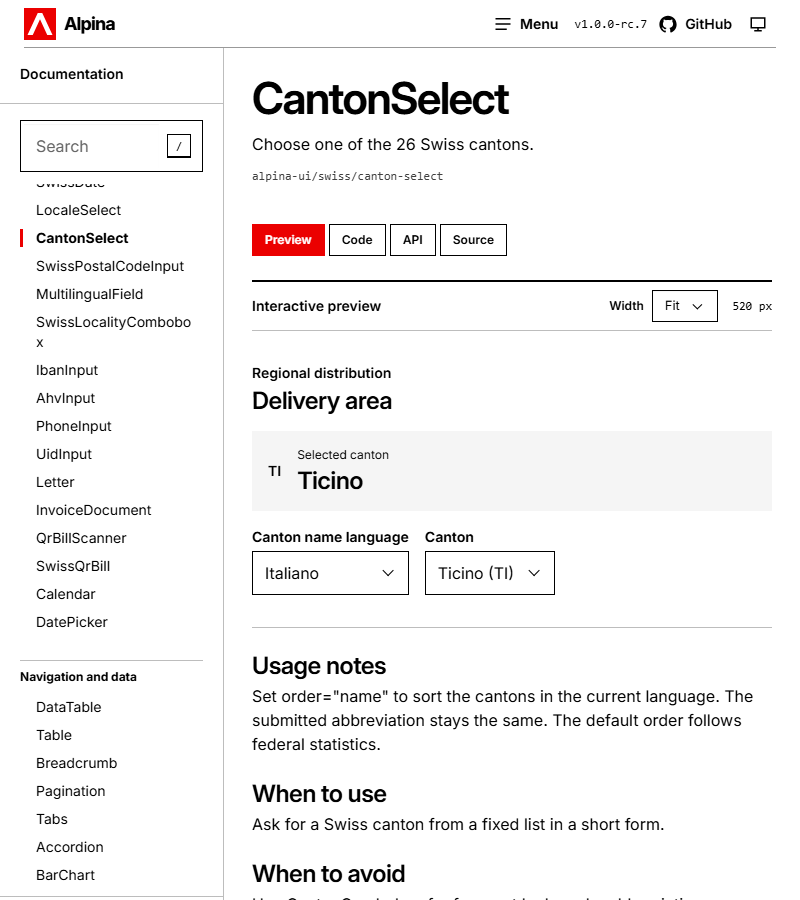 Alpina
Menu
v1.0.0-rc.7
GitHub
Documentation
Search
/
SwissDate
LocaleSelect
CantonSelect
SwissPostalCodeInput
MultilingualField
SwissLocalityCombobo
x
IbanInput
AhvInput
PhoneInput
UidInput
Letter
InvoiceDocument
QrBillScanner
SwissQrBill
Calendar
DatePicker
Navigation and data
DataTable
Table
Breadcrumb
Pagination
Tabs
Accordion
BarChart
CantonSelect
Choose one of the 26 Swiss cantons.
alpina-ui/swiss/canton-select
Preview
Code
API
Source
Interactive preview
Width
Fit
520 px
Regional distribution
Delivery area
TI
Selected canton
Ticino
Canton name language
Canton
Italiano
Ticino (TI)
Usage notes
Set order="name" to sort the cantons in the current language. The
submitted abbreviation stays the same. The default order follows
federal statistics.
When to use
Ask for a Swiss canton from a fixed list in a short form.
When to avoid